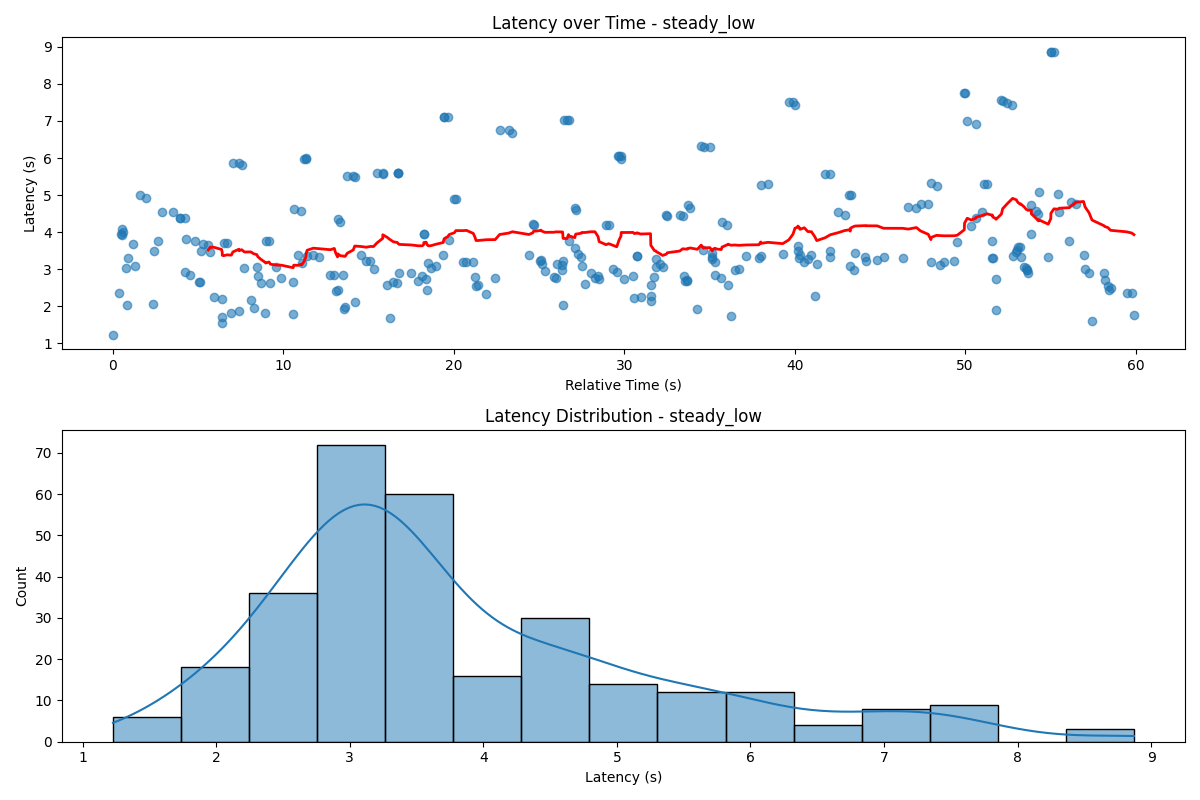 Latency over Time - steady_low
Latency (s)
9
8
7
6
5
4
3
2
1
0 10 20 30 40 50 60
Relative Time (s)
Latency Distribution - steady_low
Count
70
60
50
40
30
20
10
0
1 2 3 4 5 6 7 8 9
Latency (s)